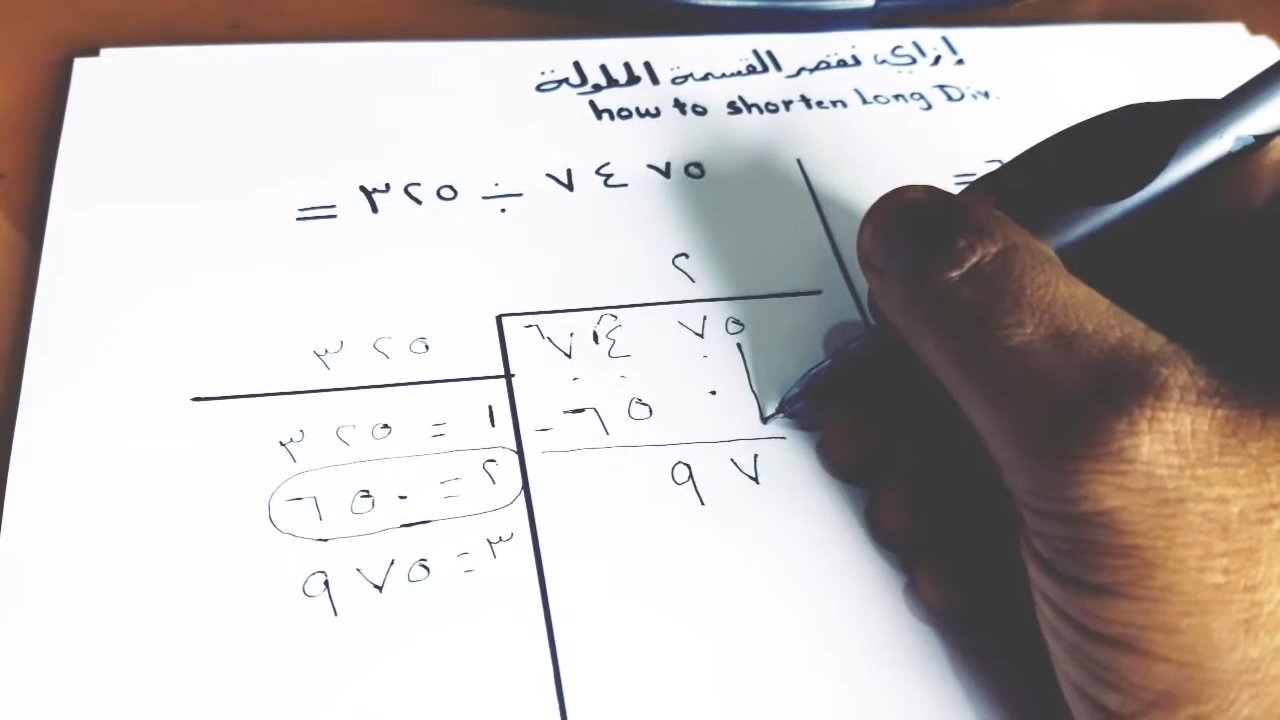 إزاي نقصر القسمة المطولة
how to shorten Long Div.
= ٣٢٥ ÷ ٧٤٧٥
=
٢
٣٢٥
٦
٧٤٧٥
٣٢٥ = ١
- ٦٥٠
٦٥٠ = ٢
٩٧
٩٧٥ = ٣